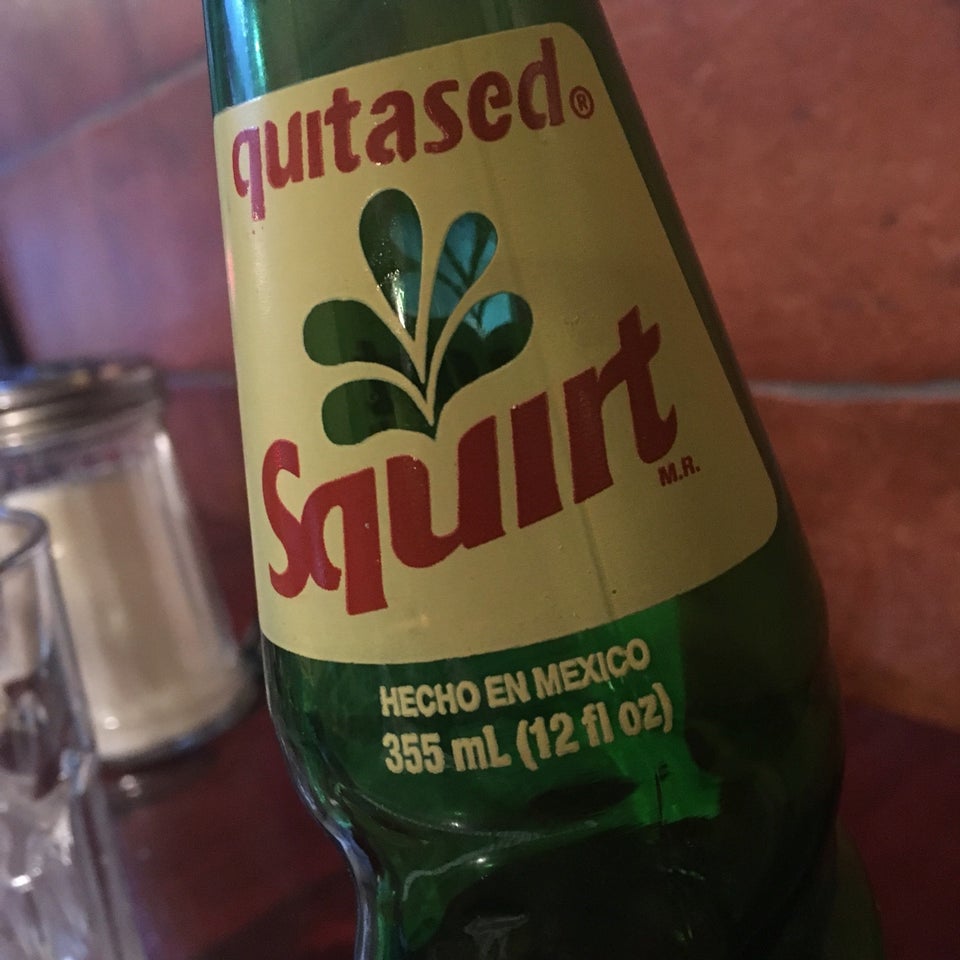 quitased®
Squirt
M.R.
HECHO EN MEXICO
355 mL (12 fl oz)